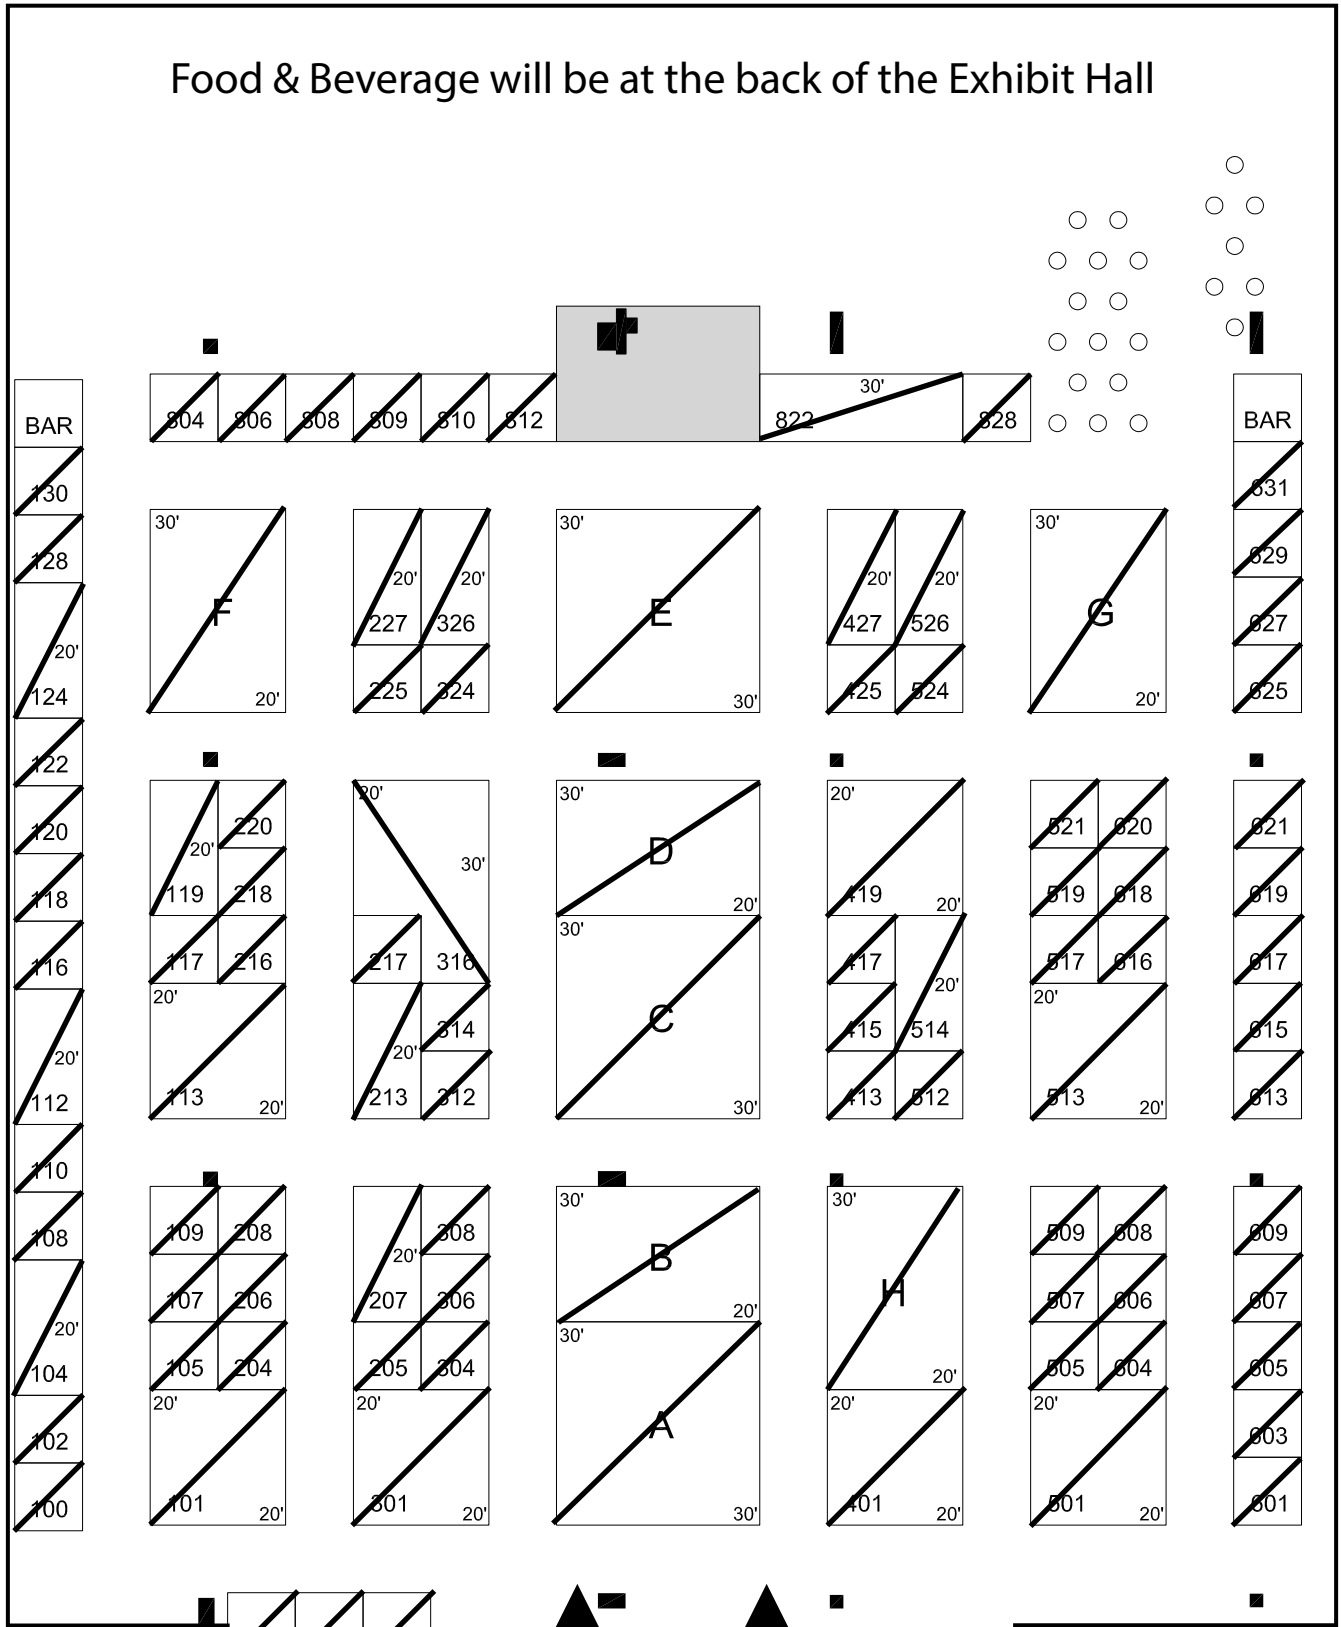 Food & Beverage will be at the back of the Exhibit Hall
30'
BAR 804 806 808 809 810 812 822 828 BAR
130 631
30' 30' 30'
128 629
20' 20' 20' 20'
F 227 326 E 427 526 G 627
20'
124 225 324 425 524 625
20' 30' 20'
122
20' 30' 20'
120 220 521 620 621
20' D 30'
118 119 218 419 519 618 619
20' 20'
30'
116 117 216 217 316 417 517 616 617
20' 20' 20'
C
314 415 514 615
20' 20'
112 113 213 312 413 512 513 613
20' 30' 20'
110
30' 30'
108 109 208 308 509 608 609
20' B
107 206 207 306 H 507 606 607
20'
20' 30'
104 105 204 205 304 505 604 605
20'
20' 20' 20' 20'
102 A 603
100 101 301 401 501 601
20' 20' 30' 20' 20'